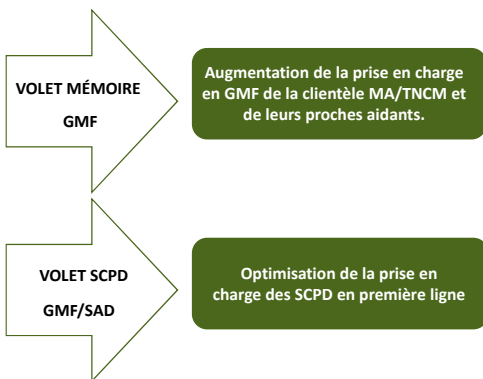 VOLET MÉMOIRE
GMF
Augmentation de la prise en charge
en GMF de la clientèle MA/TNCM et
de leurs proches aidants.
VOLET SCPD
GMF/SAD
Optimisation de la prise en
charge des SCPD en première ligne